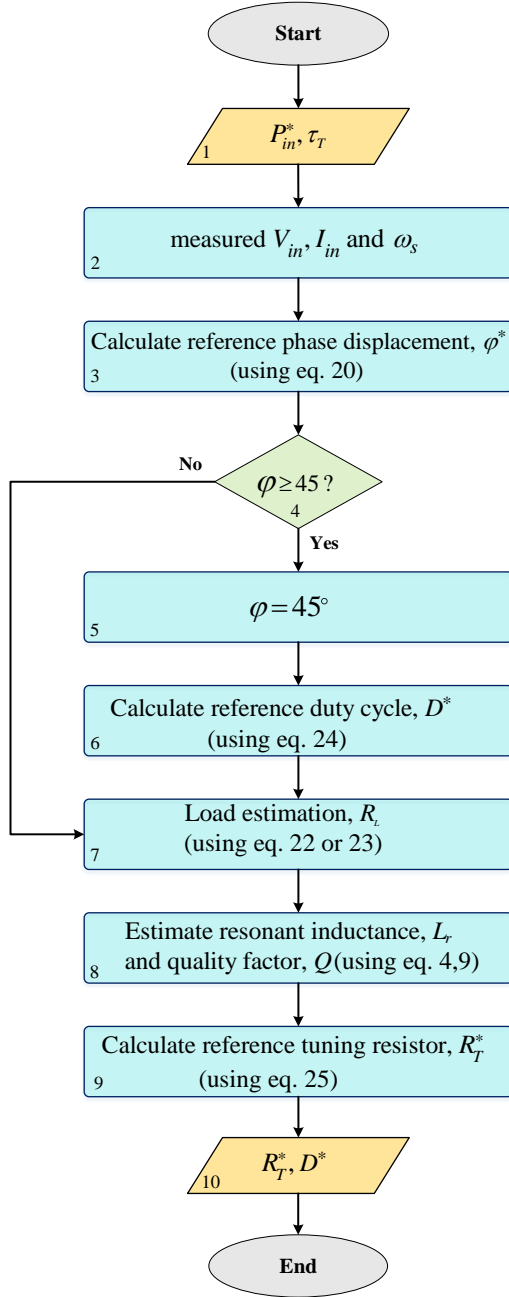 Start
P*in, τT
1
measured Vin, Iin and ωs
2
Calculate reference phase displacement, φ*
(using eq. 20)
3
No
φ ≥ 45 ?
4
Yes
φ = 45°
5
Calculate reference duty cycle, D*
(using eq. 24)
6
Load estimation, RL
(using eq. 22 or 23)
7
Estimate resonant inductance, Lr
and quality factor, Q(using eq. 4,9)
8
Calculate reference tuning resistor, R*T
(using eq. 25)
9
R*T, D*
10
End